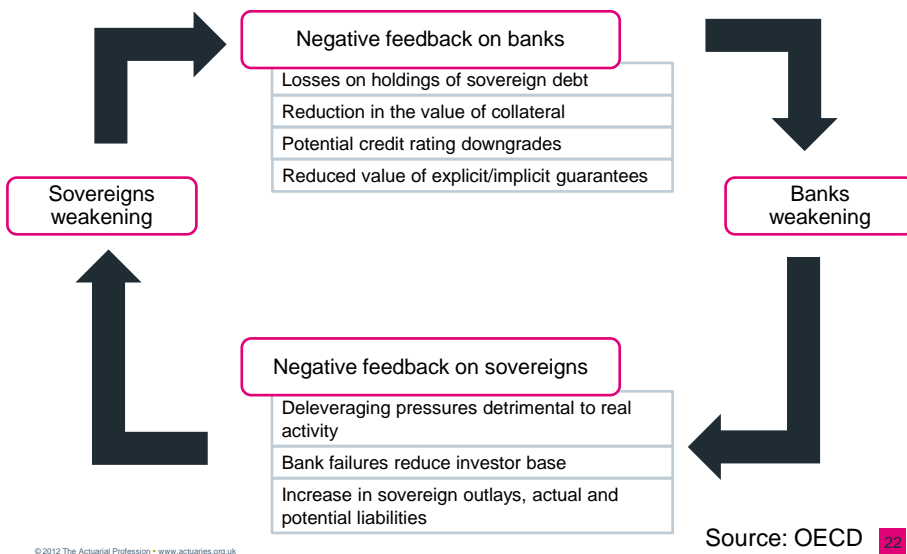 Negative feedback on banks
Losses on holdings of sovereign debt
Reduction in the value of collateral
Potential credit rating downgrades
Reduced value of explicit/implicit guarantees
Sovereigns
weakening
Banks
weakening
Negative feedback on sovereigns
Deleveraging pressures detrimental to real
activity
Bank failures reduce investor base
Increase in sovereign outlays, actual and
potential liabilities
Source: OECD
22
© 2012 The Actuarial Profession • www.actuaries.org.uk